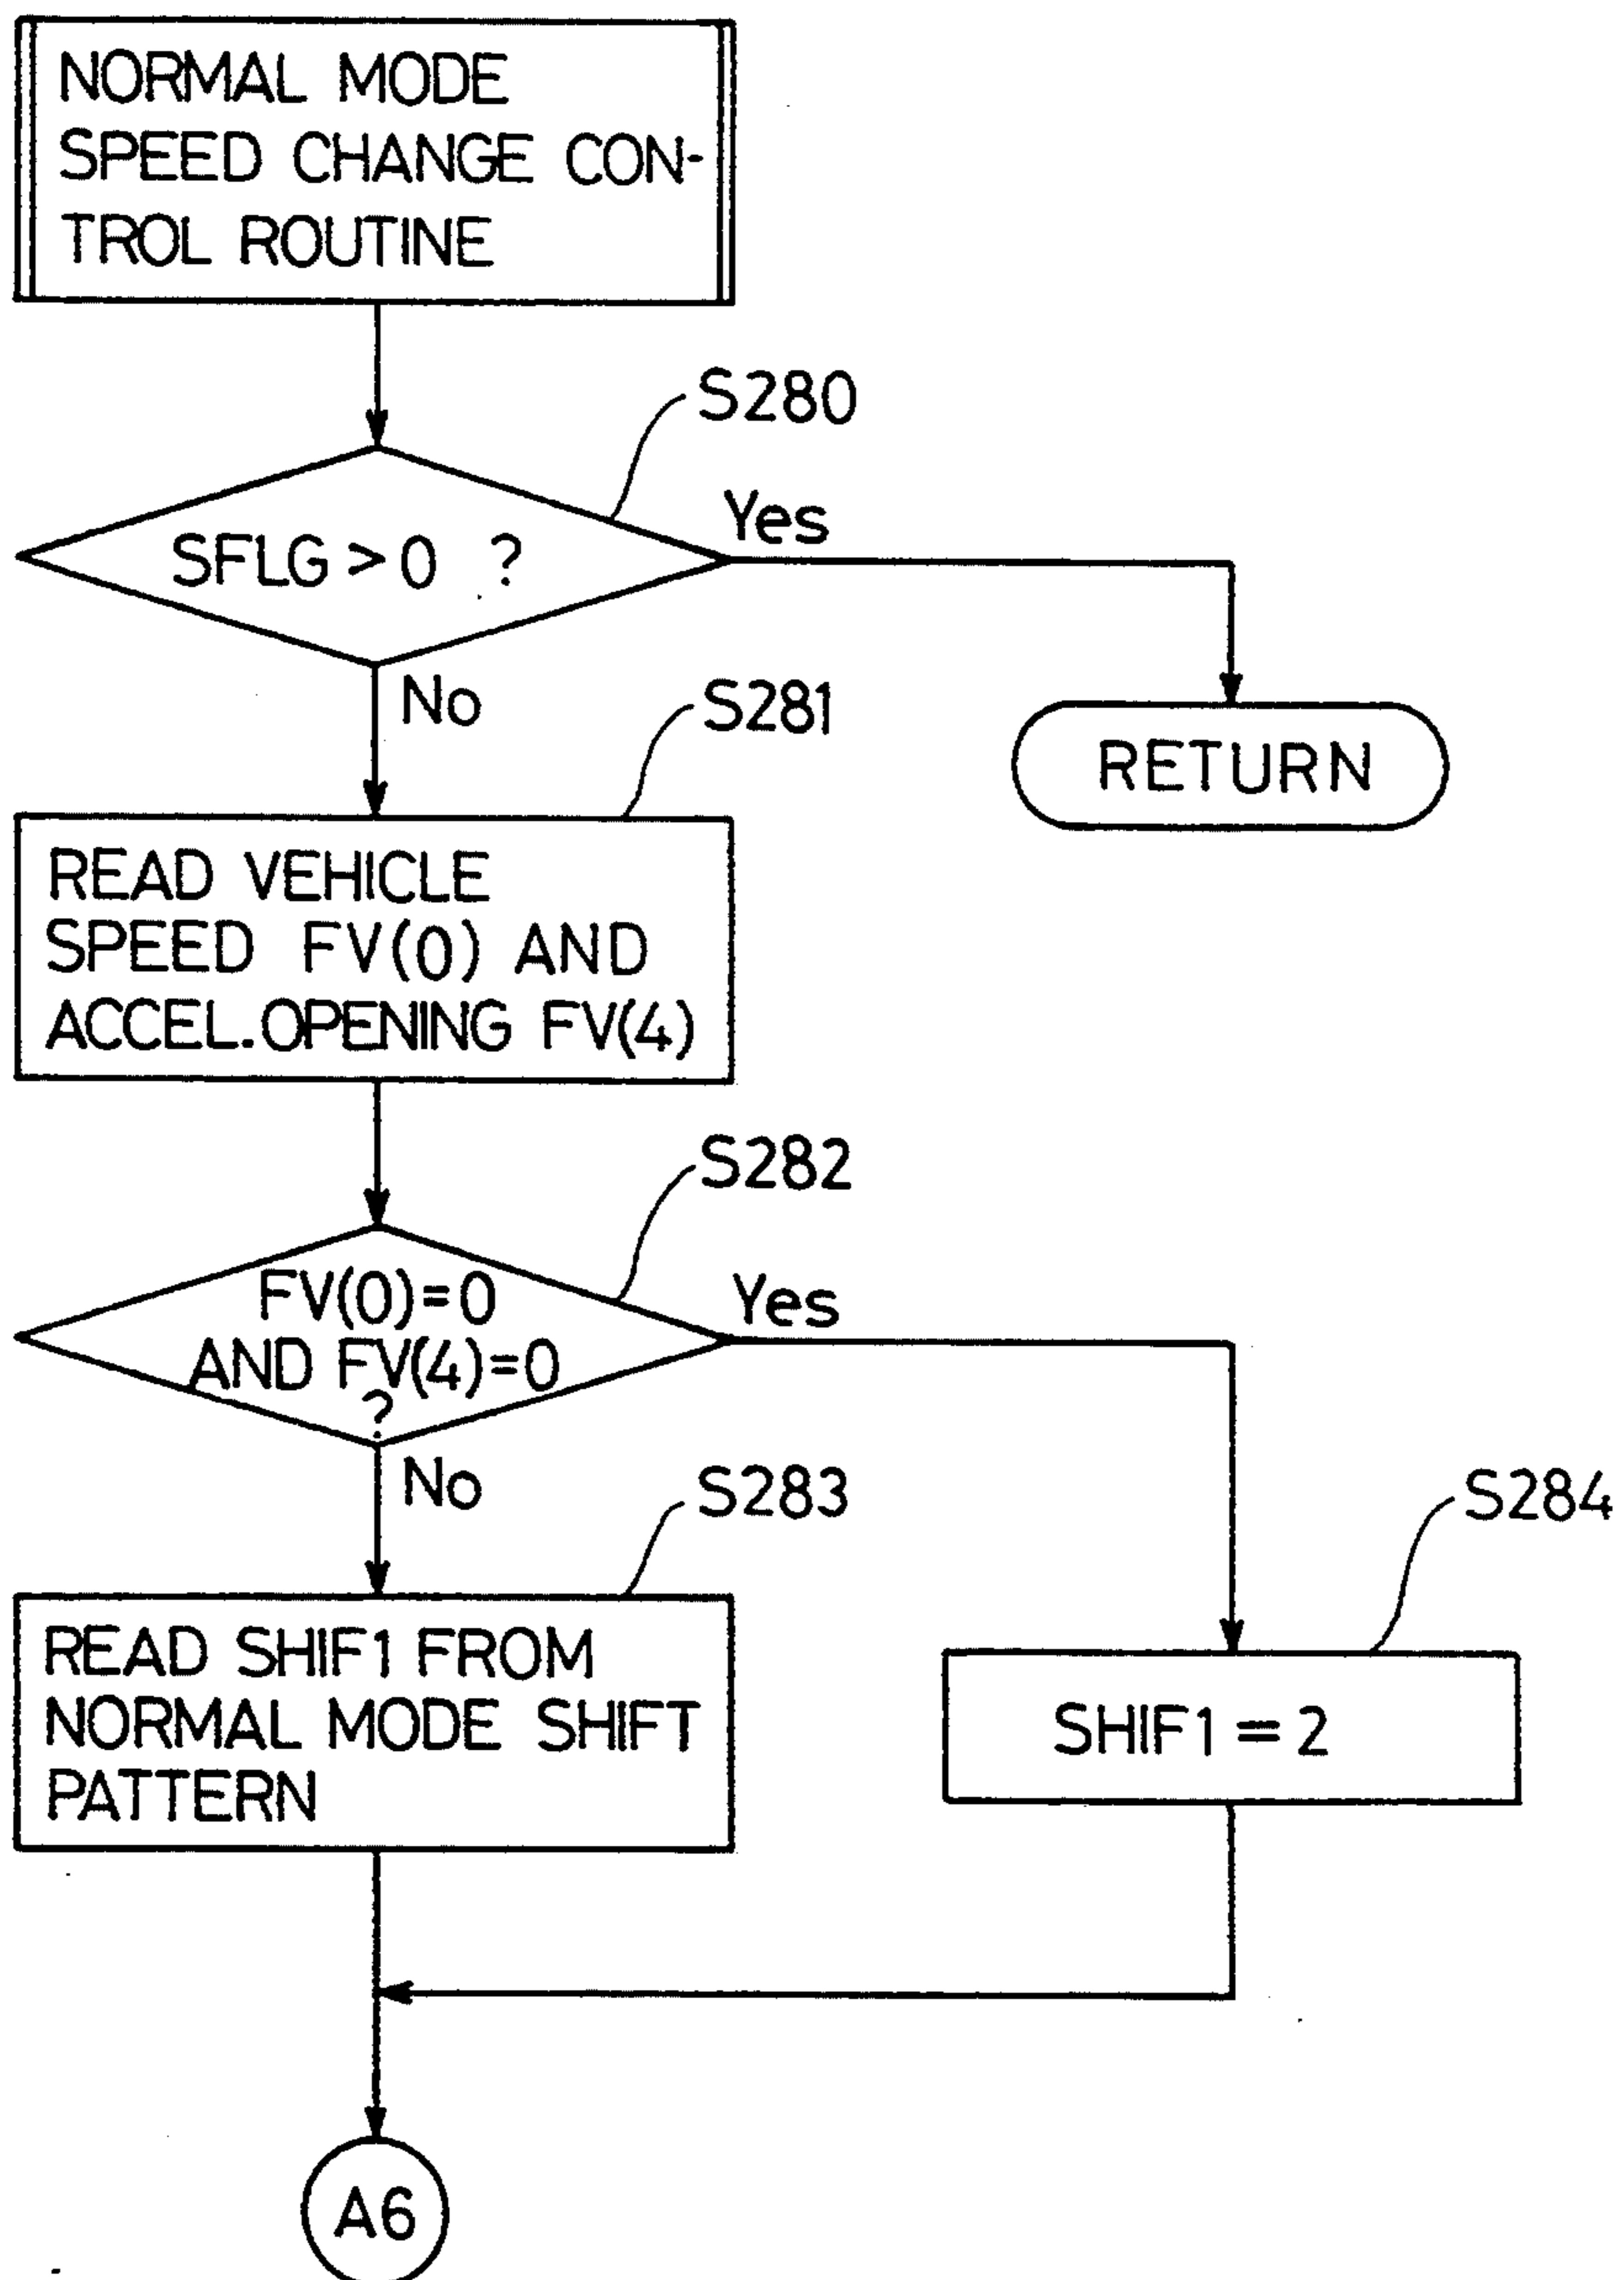 NORMAL MODE
SPEED CHANGE CON-
TROL ROUTINE
S280
SFLG > 0 ?
Yes
No
RETURN
S281
READ VEHICLE
SPEED FV(0) AND
ACCEL.OPENING FV(4)
S282
FV(0)=0
AND FV(4)=0
?
Yes
No
S283
READ SHIF1 FROM
NORMAL MODE SHIFT
PATTERN
S284
SHIF1 = 2
A6